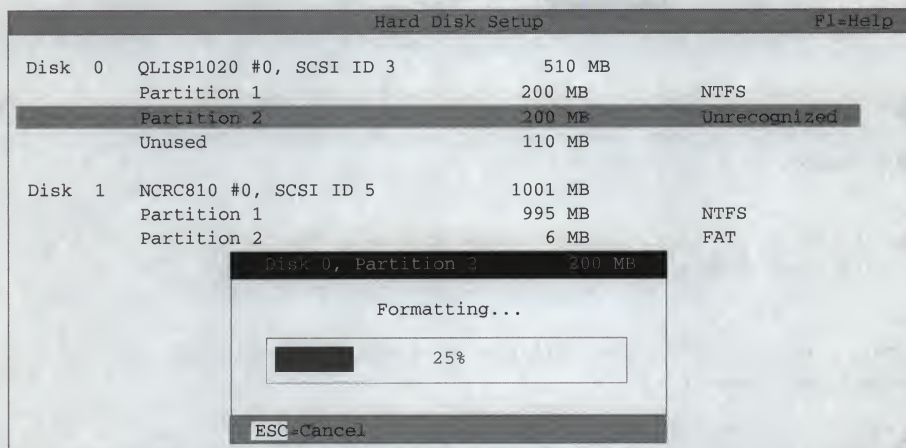 Hard Disk Setup F1=Help
Disk 0 QLISP1020 #0, SCSI ID 3 510 MB
Partition 1 200 MB NTFS
Partition 2 200 MB Unrecognized
Unused 110 MB
Disk 1 NCRC810 #0, SCSI ID 5 1001 MB
Partition 1 995 MB NTFS
Partition 2 6 MB FAT
Disk 0, Partition 2 200 MB
Formatting...
25%
ESC=Cancel